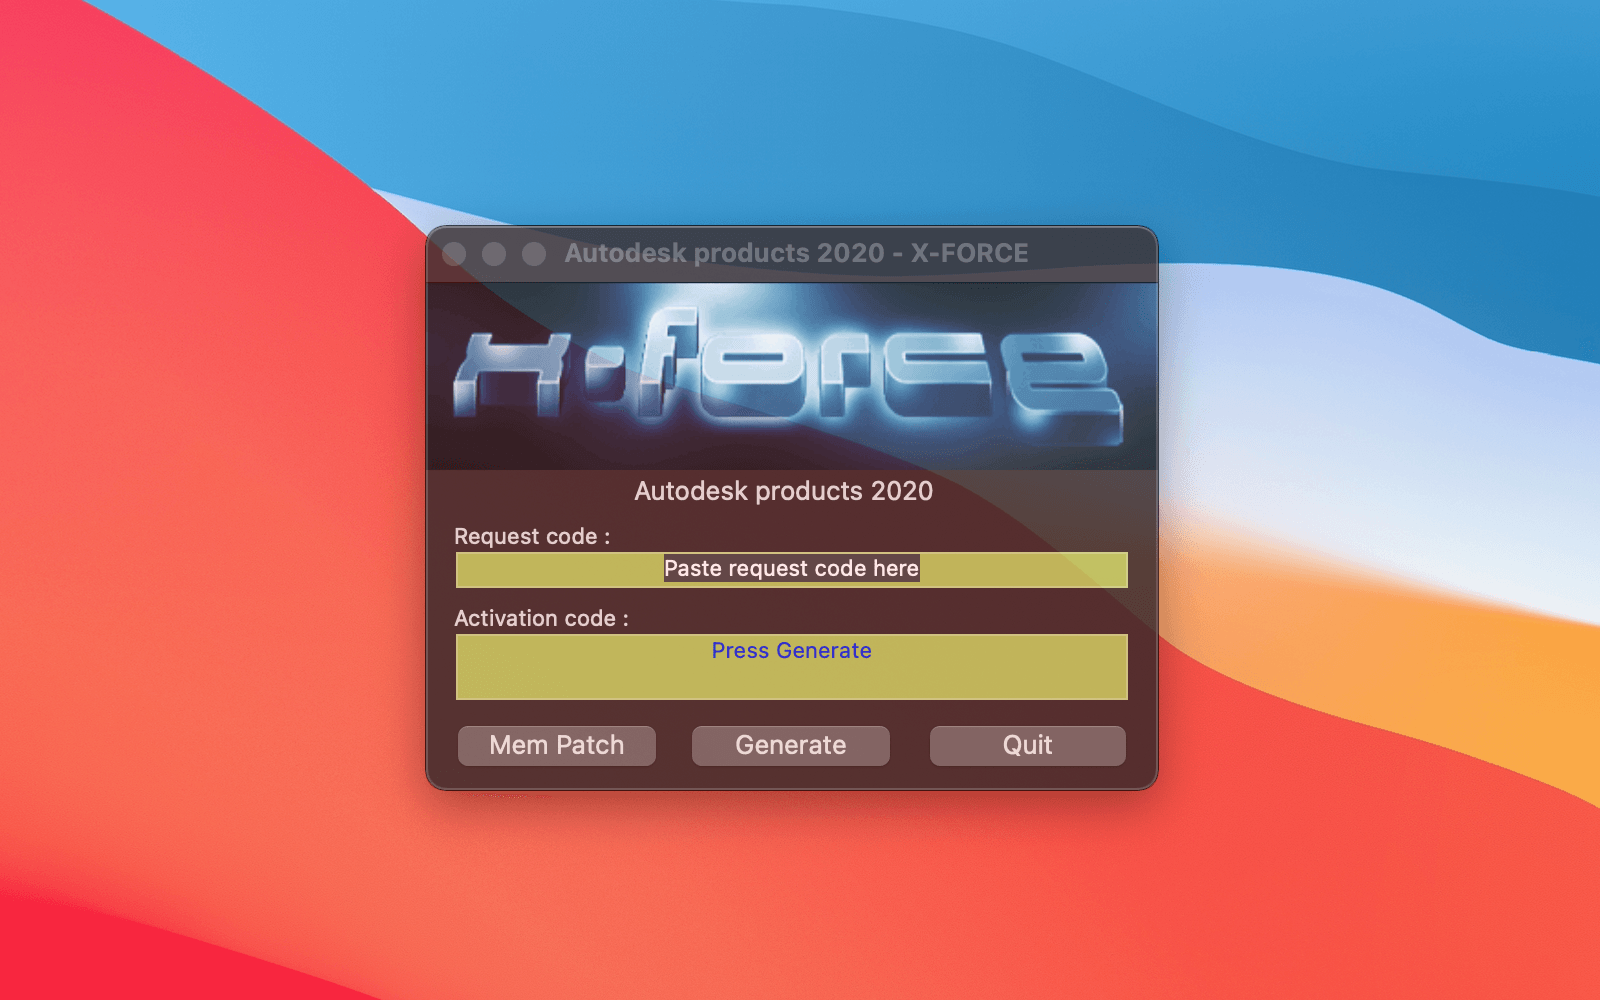 Autodesk products 2020 - X-FORCE
x-force
Autodesk products 2020
Request code :
Paste request code here
Activation code :
Press Generate
Mem Patch
Generate
Quit